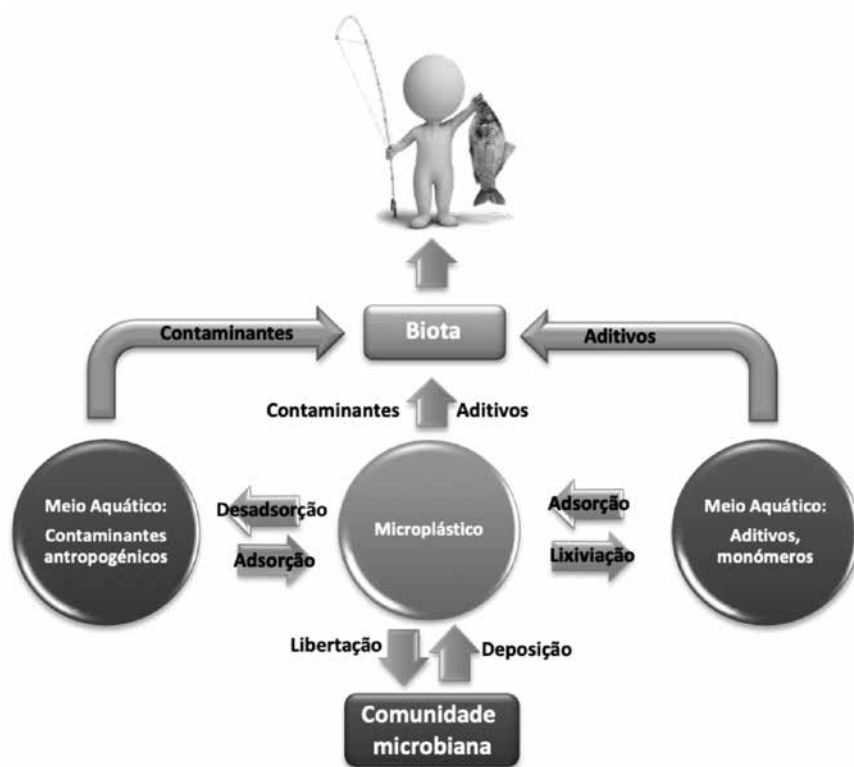 Contaminantes
Biota
Aditivos
Contaminantes
Aditivos
Meio Aquático:
Contaminantes
antropogénicos
Desadsorção
Adsorção
Microplástico
Adsorção
Lixiviação
Meio Aquático:
Aditivos,
monómeros
Libertação
Deposição
Comunidade
microbiana